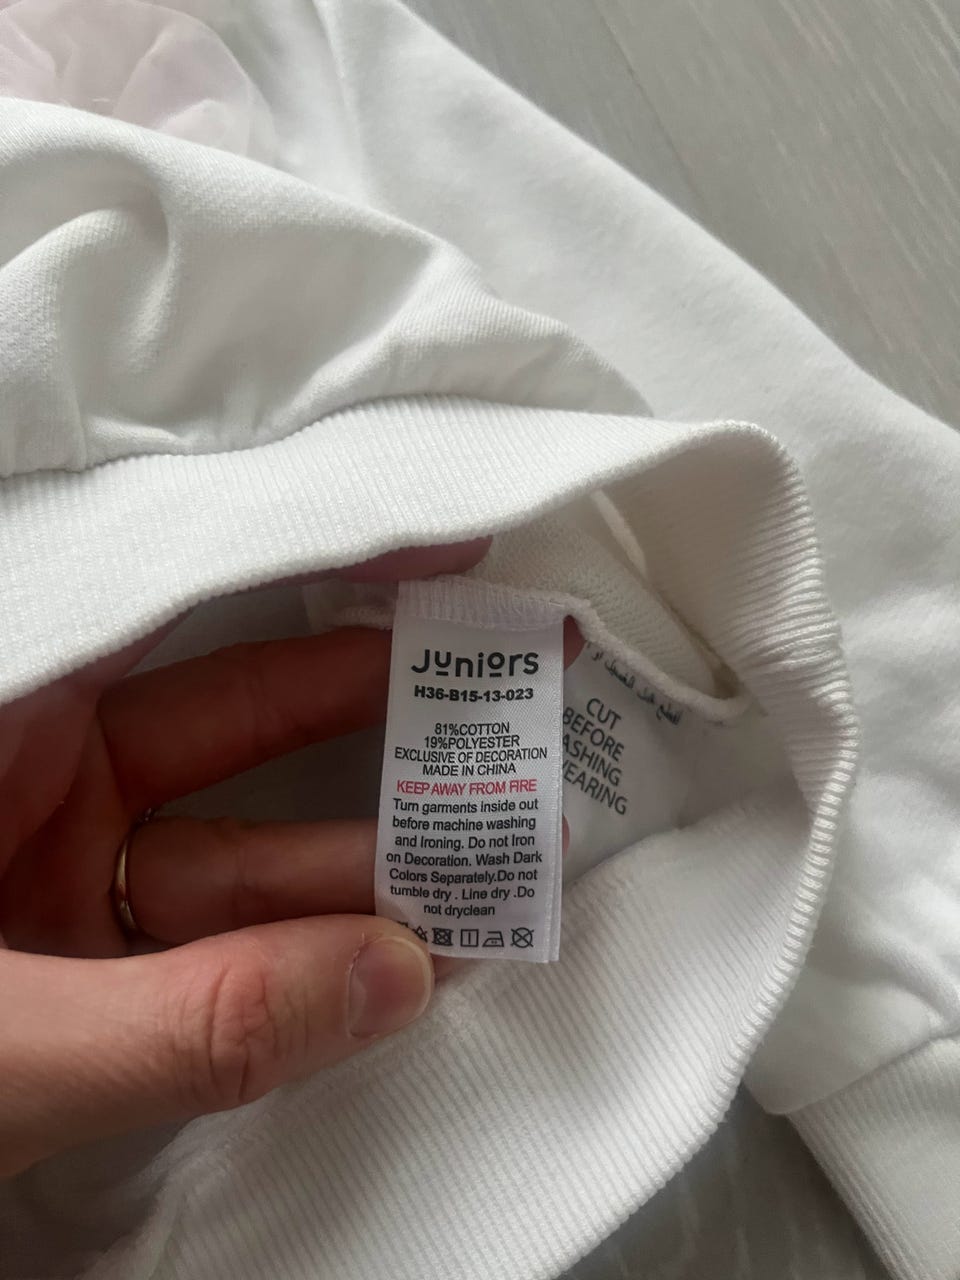 Juniors
H36-B15-13-023
81%COTTON
19%POLYESTER
EXCLUSIVE OF DECORATION
MADE IN CHINA
KEEP AWAY FROM FIRE
Turn garments inside out
before machine washing
and Ironing. Do not Iron
on Decoration. Wash Dark
Colors Separately.Do not
tumble dry . Line dry .Do
not dryclean
CUT
BEFORE
ASHING
EARING